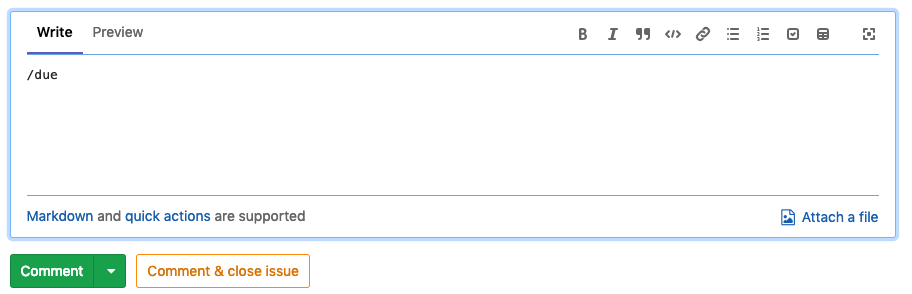 Write Preview
/due
Markdown and quick actions are supported
Attach a file
Comment
Comment & close issue